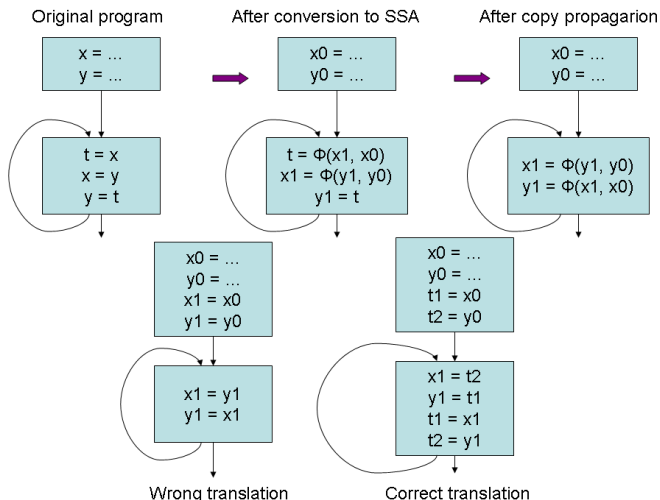 Original program
After conversion to SSA
After copy propagarion
x = ...
y = ...
x0 = ...
y0 = ...
x0 = ...
y0 = ...
t = x
x = y
y = t
t = Φ(x1, x0)
x1 = Φ(y1, y0)
y1 = t
x1 = Φ(y1, y0)
y1 = Φ(x1, x0)
x0 = ...
y0 = ...
x1 = x0
y1 = y0
x0 = ...
y0 = ...
t1 = x0
t2 = y0
x1 = y1
y1 = x1
x1 = t2
y1 = t1
t1 = x1
t2 = y1
Wrong translation
Correct translation